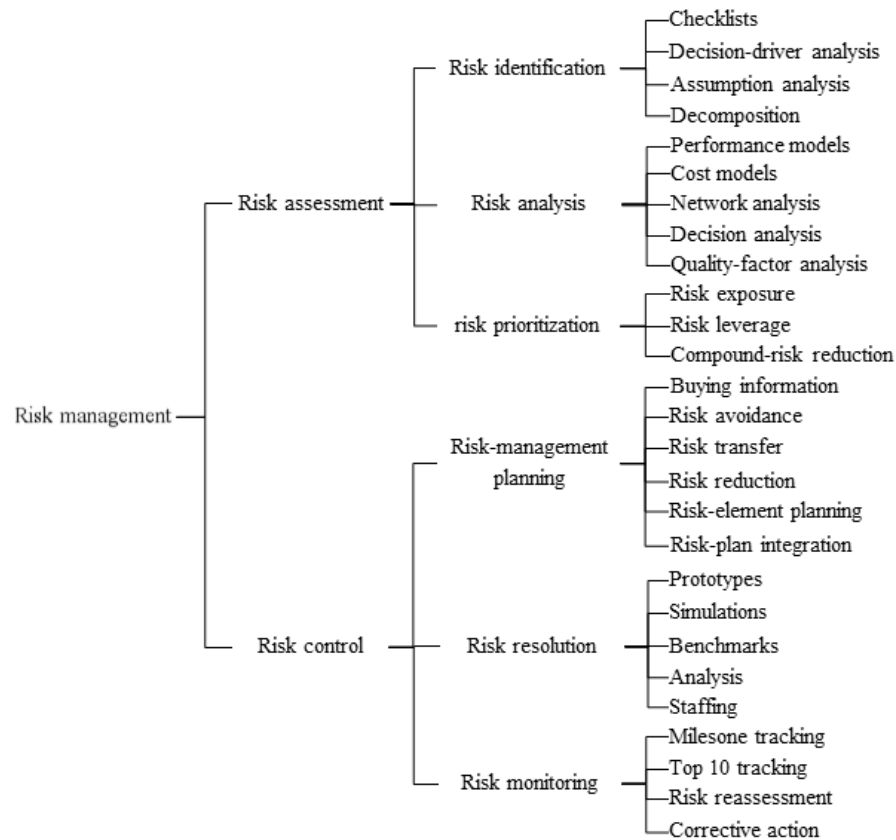 Checklists
Decision-driver analysis
Risk identification
Assumption analysis
Decomposition
Performance models
Cost models
Risk assessment
Risk analysis
Network analysis
Decision analysis
Quality-factor analysis
Risk exposure
risk prioritization
Risk leverage
Compound-risk reduction
Risk management
Buying information
Risk avoidance
Risk-management
planning
Risk transfer
Risk reduction
Risk-element planning
Risk-plan integration
Prototypes
Simulations
Risk control
Risk resolution
Benchmarks
Analysis
Staffing
Milesone tracking
Top 10 tracking
Risk monitoring
Risk reassessment
Corrective action